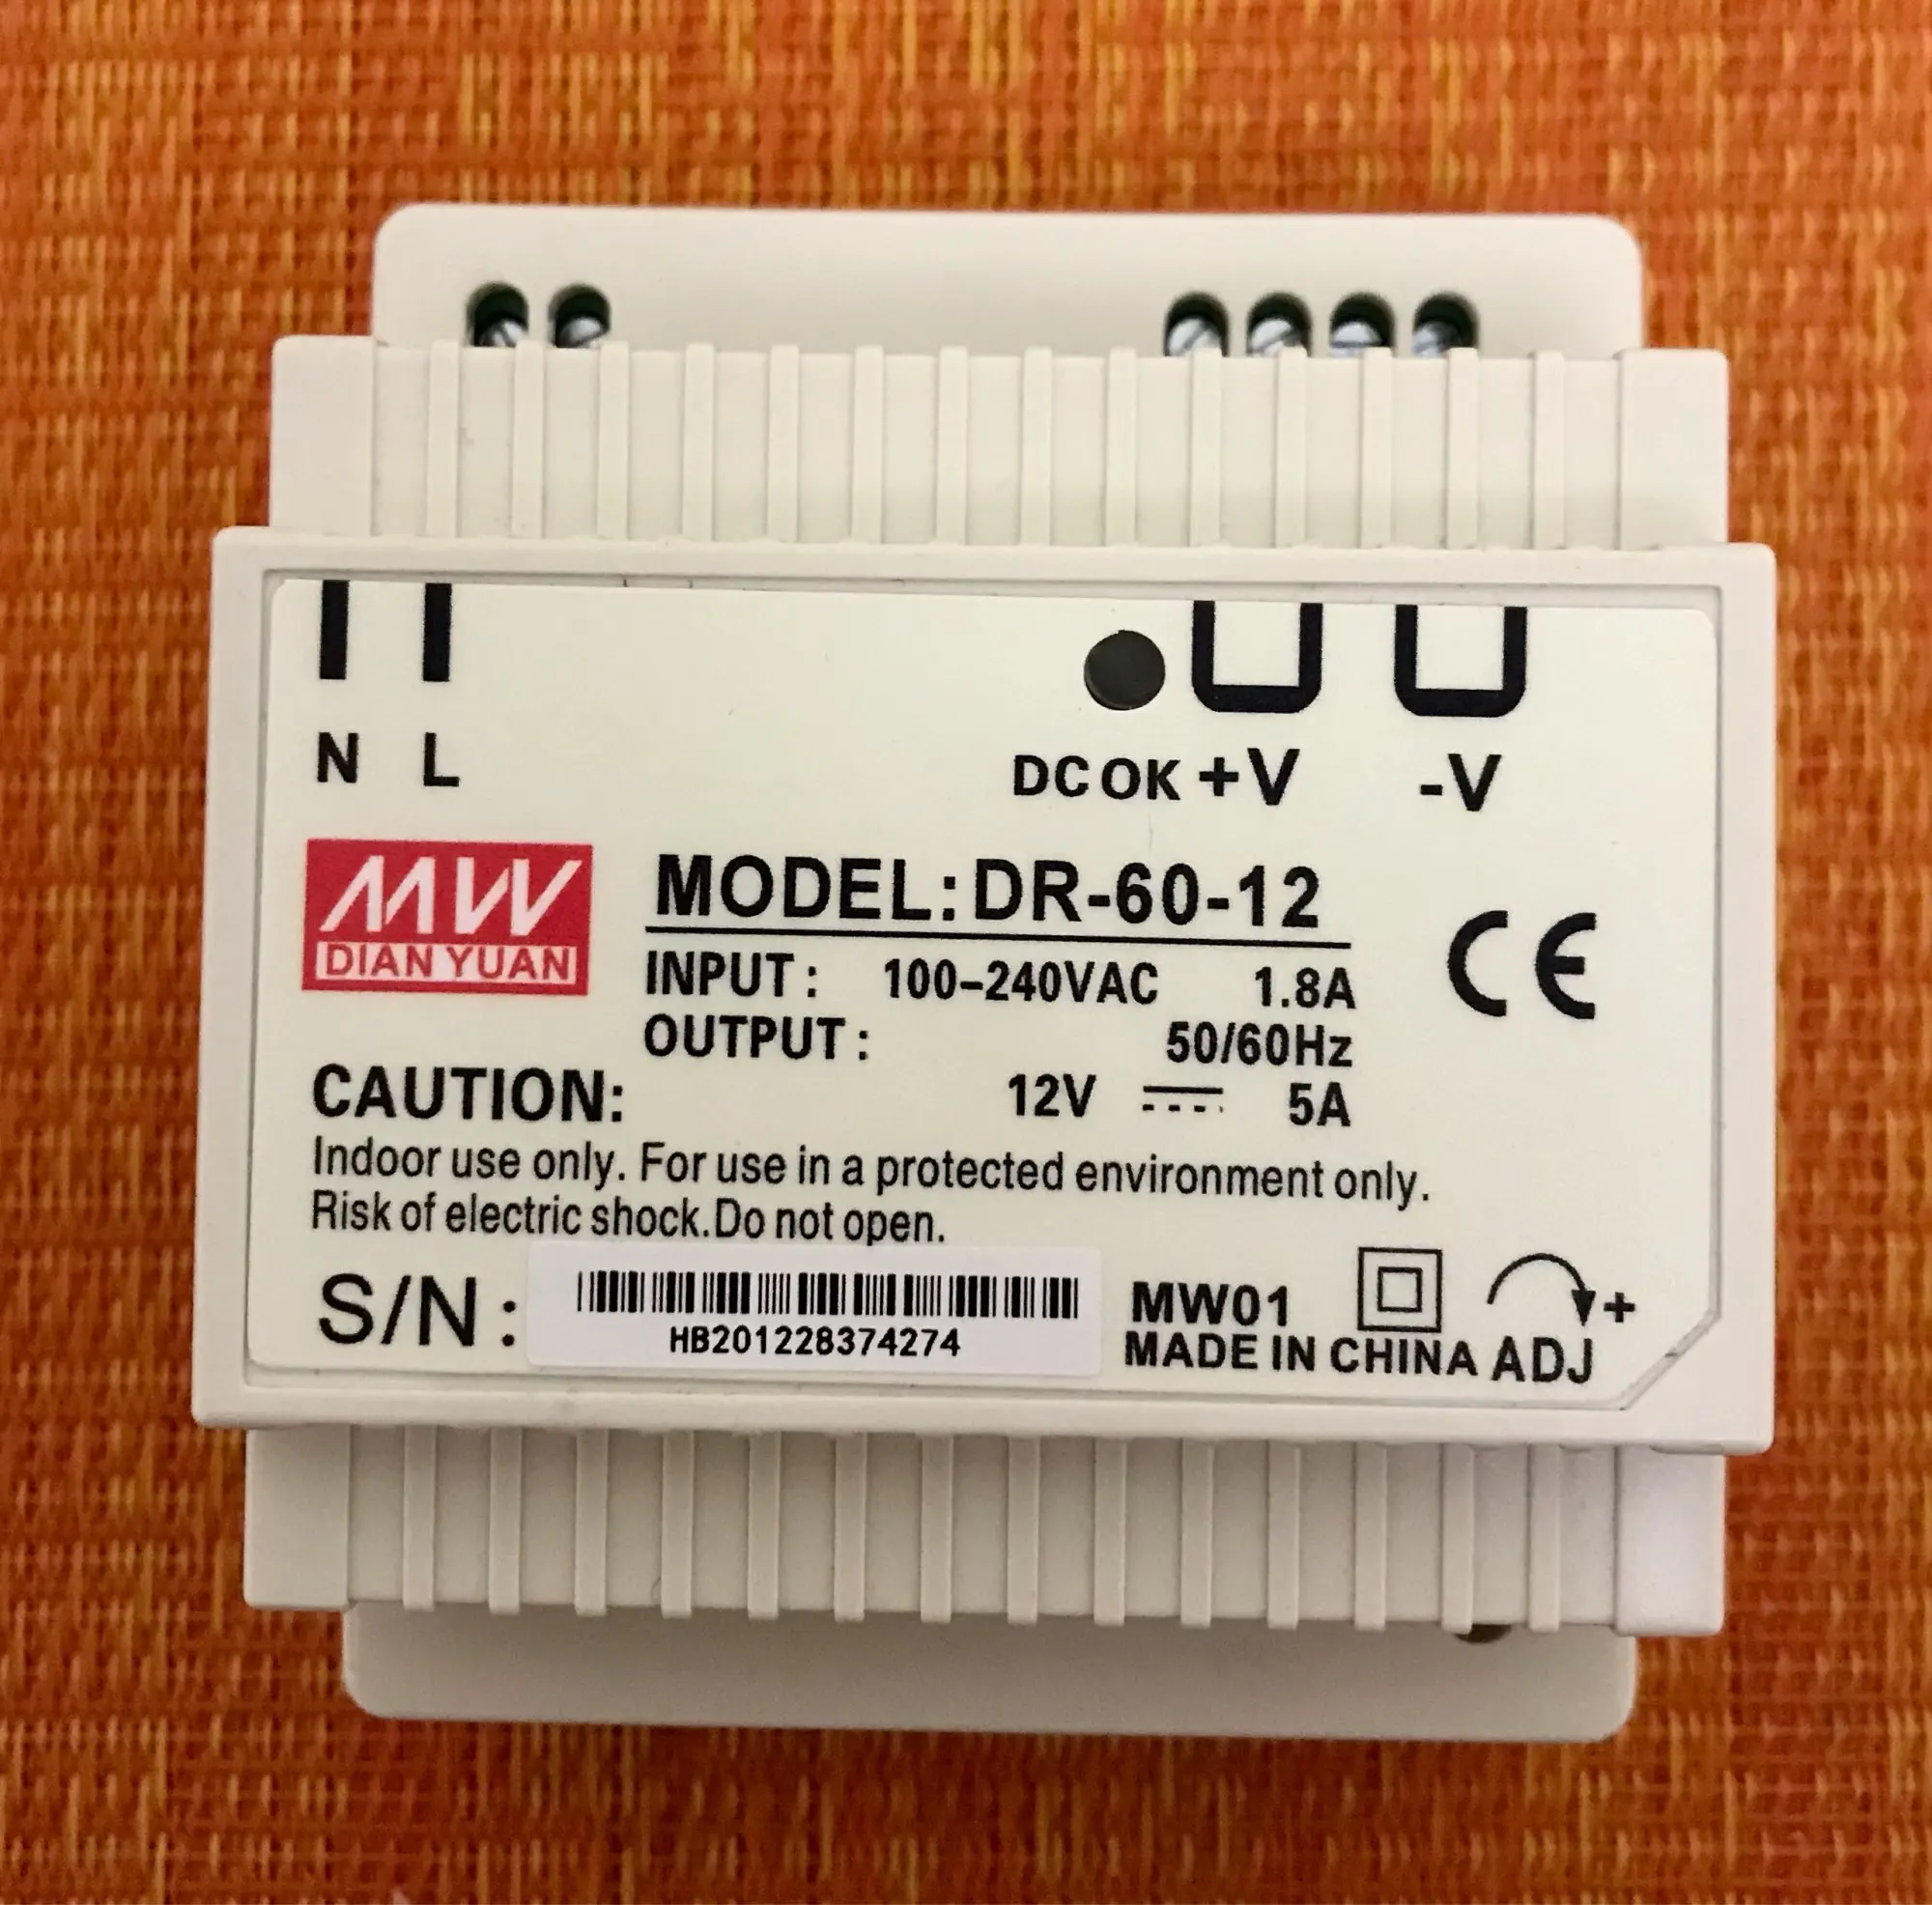 N L DC OK +V -V
MW
DIAN YUAN
MODEL:DR-60-12
INPUT: 100-240VAC 1.8A
OUTPUT: 50/60Hz
12V 5A
CE
CAUTION:
Indoor use only. For use in a protected environment only.
Risk of electric shock.Do not open.
S/N:
HB201228374274
MW01 +
MADE IN CHINA ADJ